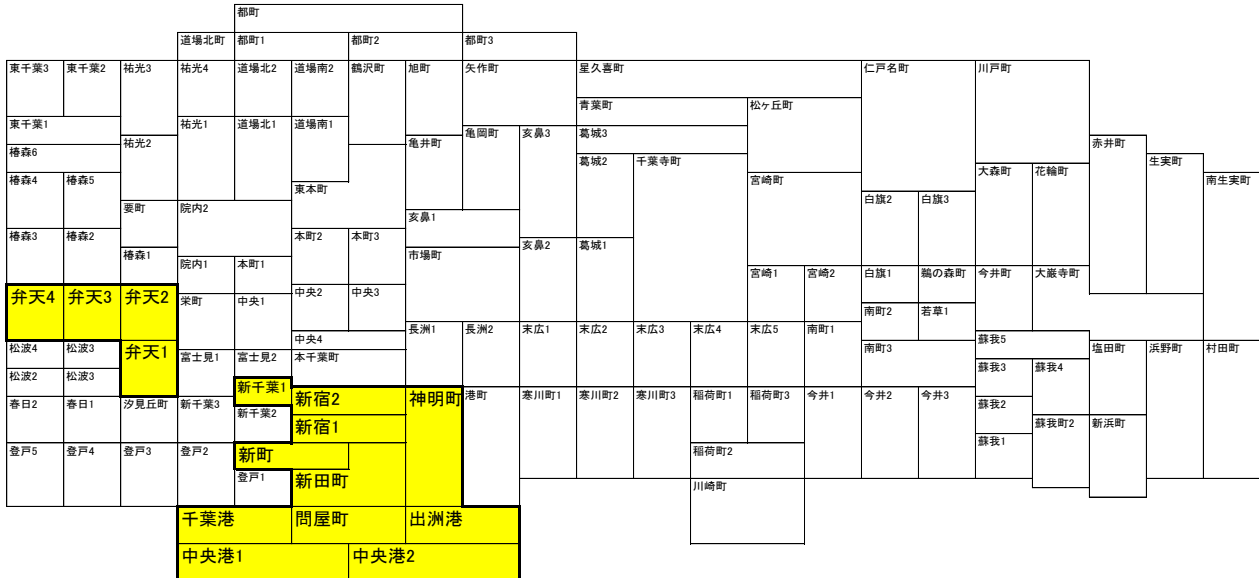 都町
道場北町 都町1 都町2 都町3
東千葉3 東千葉2 祐光3 祐光4 道場北2 道場南2 鶴沢町 旭町 矢作町 星久喜町 仁戸名町 川戸町
青葉町 松ヶ丘町
東千葉1 祐光1 道場北1 道場南1 亀岡町 亥鼻3 葛城3
祐光2 亀井町 赤井町
椿森6 葛城2 千葉寺町 生実町
椿森4 椿森5 宮崎町 大森町 花輪町 南生実町
東本町
要町 院内2 亥鼻1 白旗2 白旗3
椿森3 椿森2 本町2 本町3 亥鼻2 葛城1
椿森1 市場町
院内1 本町1 宮崎1 宮崎2 白旗1 鵜の森町 今井町 大巌寺町
弁天4 弁天3 弁天2 栄町 中央1 中央2 中央3
南町2 若草1
中央4 長洲1 長洲2 末広1 末広2 末広3 末広4 末広5 南町1
松波4 松波3 弁天1 富士見1 富士見2 本千葉町 南町3 蘇我5 塩田町 浜野町 村田町
松波2 松波3 蘇我3 蘇我4
新千葉1
春日2 春日1 汐見丘町 新千葉3 新宿2 神明町 港町 寒川町1 寒川町2 寒川町3 稲荷町1 稲荷町3 今井1 今井2 今井3 蘇我2
新千葉2 新宿1 蘇我町2 新浜町
登戸5 登戸4 登戸3 登戸2 新町 稲荷町2 蘇我1
登戸1 新田町 川崎町
千葉港 問屋町 出洲港
中央港1 中央港2